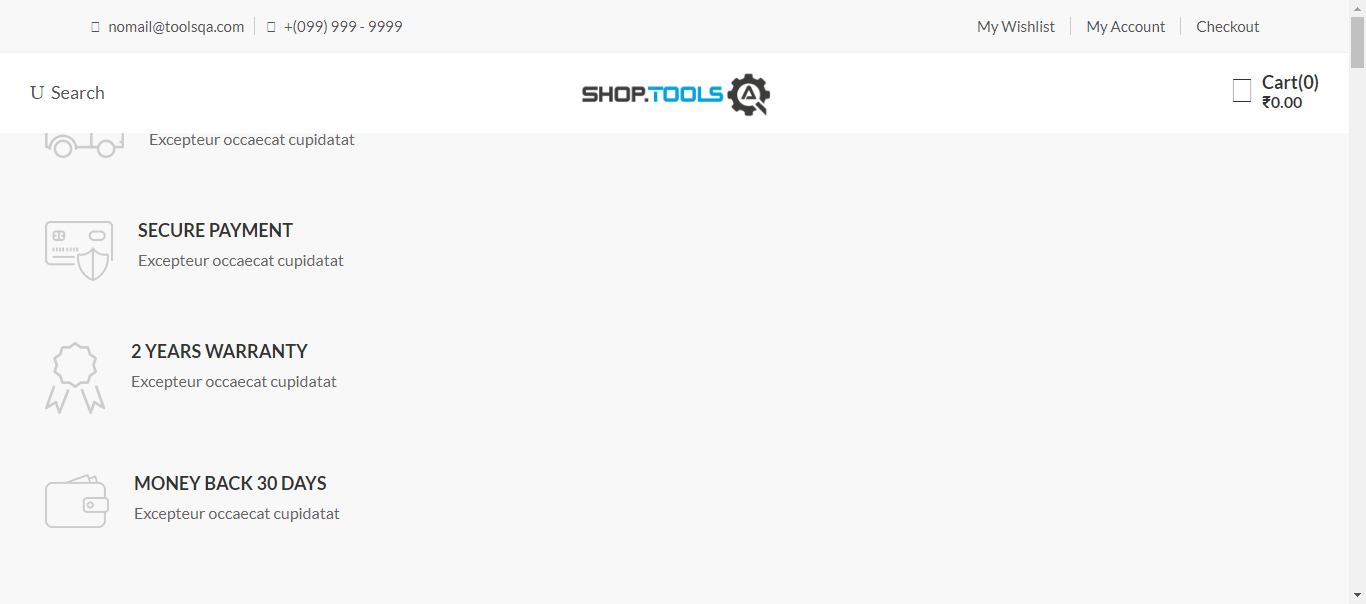 nomail@toolsqa.com +(099) 999 - 9999 My Wishlist My Account Checkout
U Search SHOP.TOOLS QA Cart(0)
₹0.00
Excepteur occaecat cupidatat
SECURE PAYMENT
Excepteur occaecat cupidatat
2 YEARS WARRANTY
Excepteur occaecat cupidatat
MONEY BACK 30 DAYS
Excepteur occaecat cupidatat